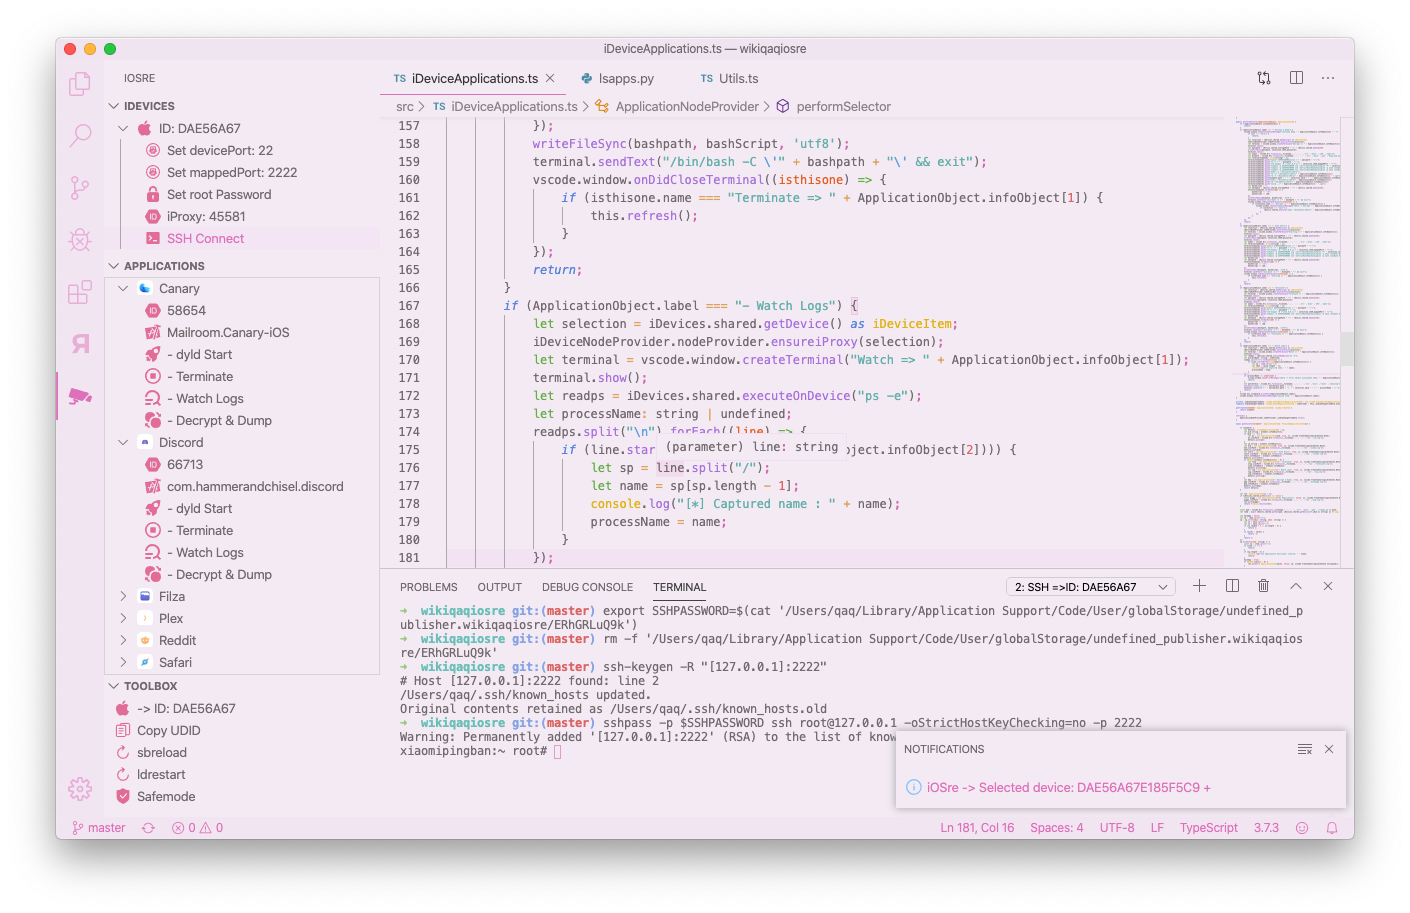 iDeviceApplications.ts — wikiqaqiosre
IOSRE
IDEVICES
ID: DAE56A67
Set devicePort: 22
Set mappedPort: 2222
Set root Password
iProxy: 45581
SSH Connect
APPLICATIONS
Canary
58654
Mailroom.Canary-iOS
- dyld Start
- Terminate
- Watch Logs
- Decrypt & Dump
Discord
66713
com.hammerandchisel.discord
- dyld Start
- Terminate
- Watch Logs
- Decrypt & Dump
Filza
Plex
Reddit
Safari
TOOLBOX
-> ID: DAE56A67
Copy UDID
sbreload
ldrestart
Safemode
TS iDeviceApplications.ts lsapps.py TS Utils.ts
src > TS iDeviceApplications.ts > ApplicationNodeProvider > performSelector
157 });
158 writeFileSync(bashpath, bashScript, 'utf8');
159 terminal.sendText("/bin/bash -C \'" + bashpath + "\' && exit");
160 vscode.window.onDidCloseTerminal((isthisone) => {
161 if (isthisone.name === "Terminate => " + ApplicationObject.infoObject[1]) {
162 this.refresh();
163 }
164 });
165 return;
166 }
167 if (ApplicationObject.label === "- Watch Logs") {
168 let selection = iDevices.shared.getDevice() as iDeviceItem;
169 iDeviceNodeProvider.nodeProvider.ensureiProxy(selection);
170 let terminal = vscode.window.createTerminal("Watch => " + ApplicationObject.infoObject[1]);
171 terminal.show();
172 let readps = iDevices.shared.executeOnDevice("ps -e");
173 let processName: string | undefined;
174 readps.split("\n").forEach((line) => {
(parameter) line: string
175 if (line.star bject.infoObject[2]))) {
176 let sp = line.split("/");
177 let name = sp[sp.length - 1];
178 console.log("[*] Captured name : " + name);
179 processName = name;
180 }
181 });
PROBLEMS OUTPUT DEBUG CONSOLE TERMINAL 2: SSH =>ID: DAE56A67
➜ wikiqaqiosre git:(master) export SSHPASSWORD=$(cat '/Users/qaq/Library/Application Support/Code/User/globalStorage/undefined_p
ublisher.wikiqaqiosre/ERhGRLuQ9k')
➜ wikiqaqiosre git:(master) rm -f '/Users/qaq/Library/Application Support/Code/User/globalStorage/undefined_publisher.wikiqaqios
re/ERhGRLuQ9k'
➜ wikiqaqiosre git:(master) ssh-keygen -R "[127.0.0.1]:2222"
# Host [127.0.0.1]:2222 found: line 2
/Users/qaq/.ssh/known_hosts updated.
Original contents retained as /Users/qaq/.ssh/known_hosts.old
➜ wikiqaqiosre git:(master) sshpass -p $SSHPASSWORD ssh root@127.0.0.1 -oStrictHostKeyChecking=no -p 2222
Warning: Permanently added '[127.0.0.1]:2222' (RSA) to the list of know
xiaomipingban:~ root#
NOTIFICATIONS
iOSre -> Selected device: DAE56A67E185F5C9 +
master 0 0 Ln 181, Col 16 Spaces: 4 UTF-8 LF TypeScript 3.7.3